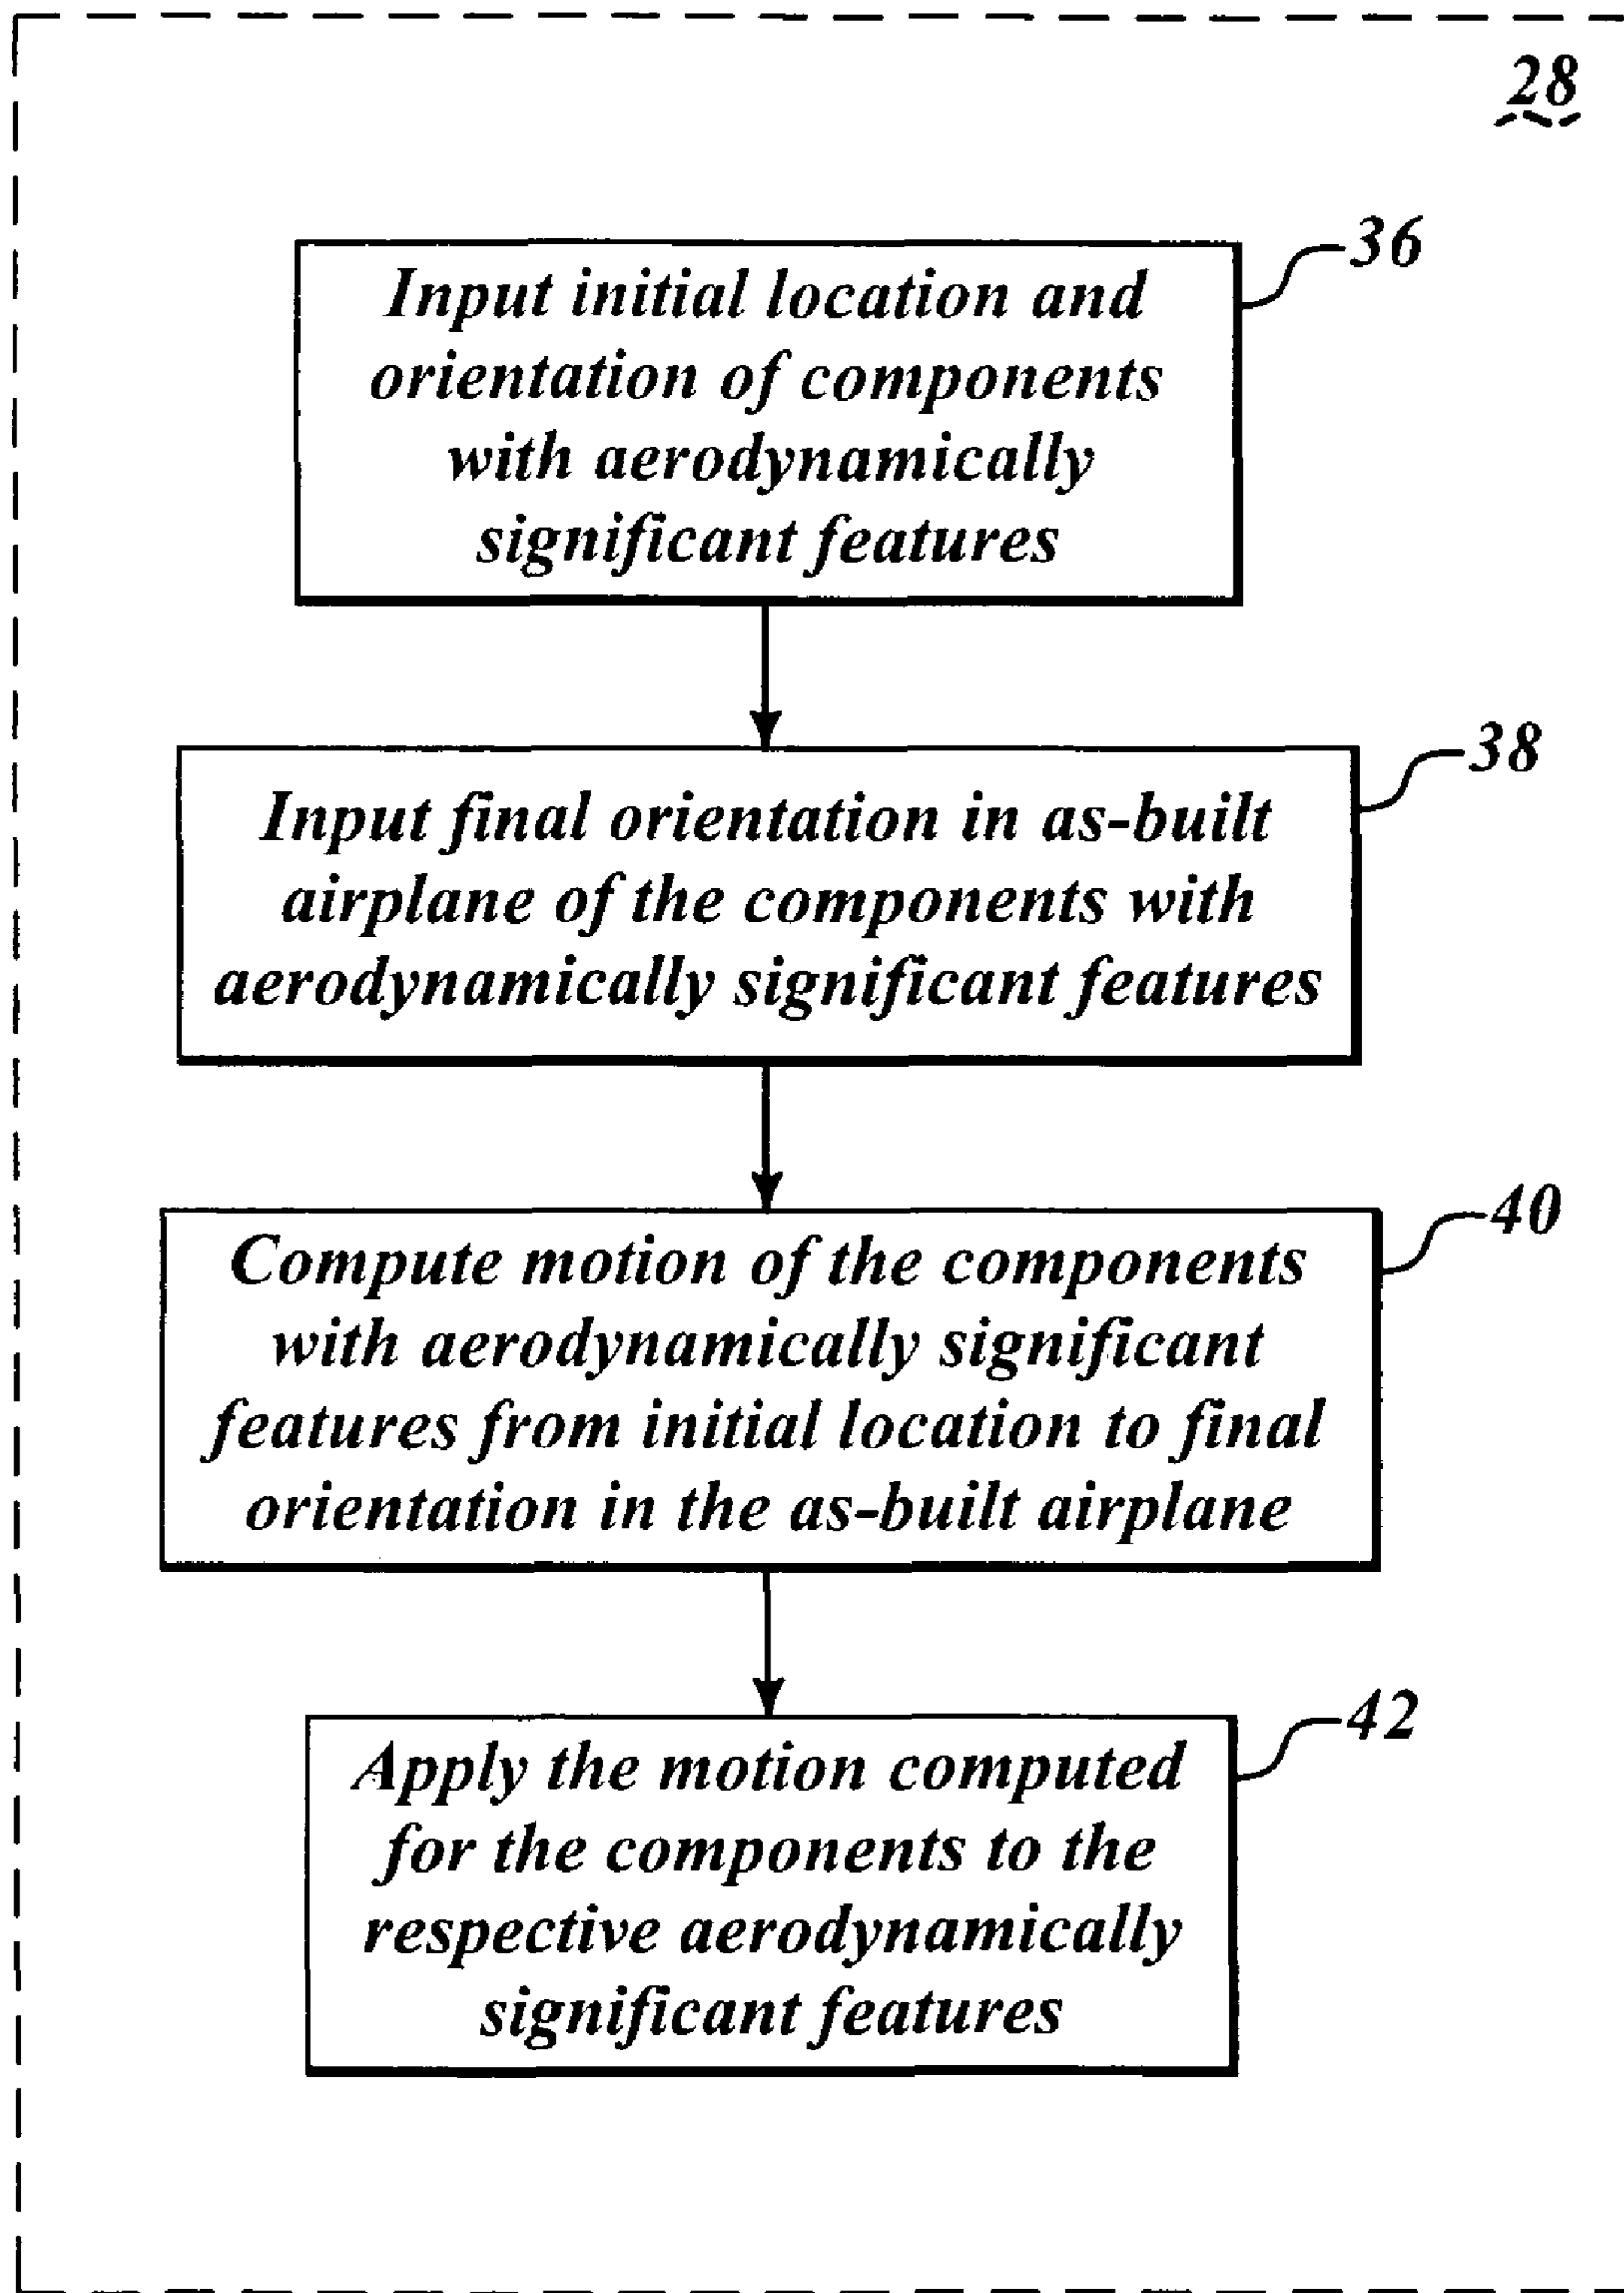 28
36
Input initial location and
orientation of components
with aerodynamically
significant features
38
Input final orientation in as-built
airplane of the components with
aerodynamically significant features
40
Compute motion of the components
with aerodynamically significant
features from initial location to final
orientation in the as-built airplane
42
Apply the motion computed
for the components to the
respective aerodynamically
significant features